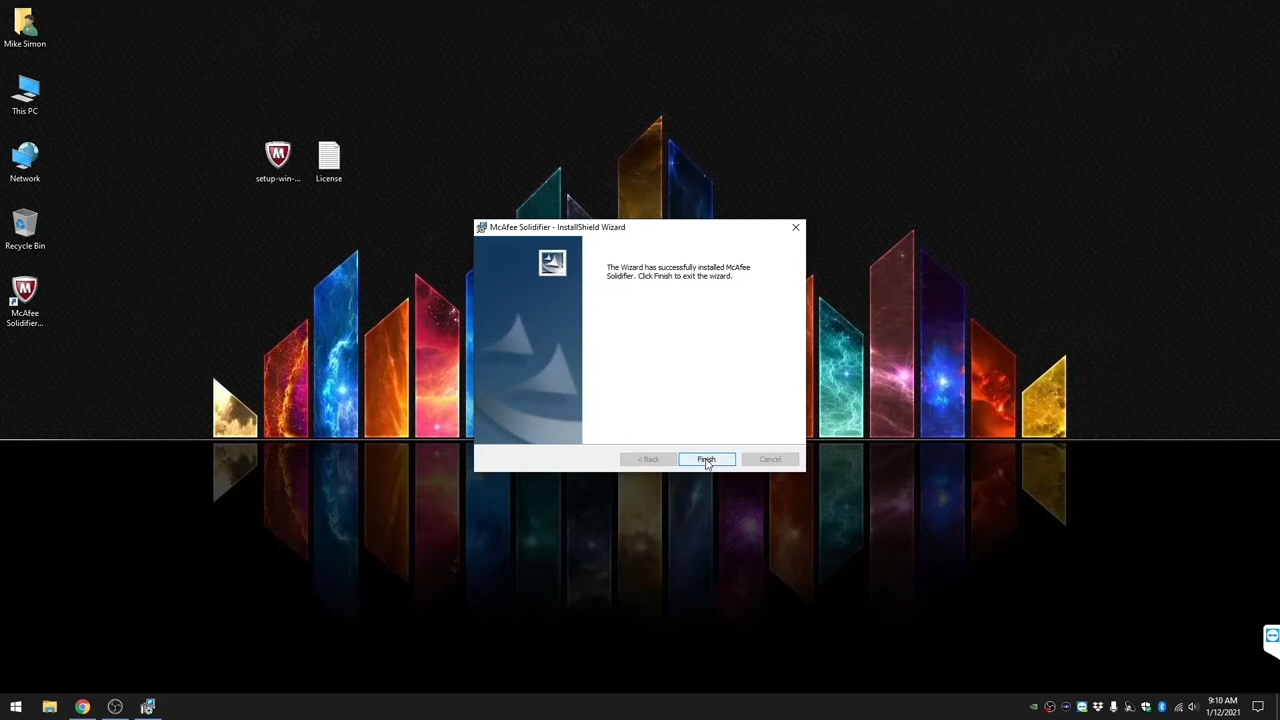 Mike Simon
This PC
Network
Recycle Bin
McAfee
Solidifier...
setup-win-...
License
McAfee Solidifier - InstallShield Wizard
The Wizard has successfully installed McAfee
Solidifier. Click Finish to exit the wizard.
< Back
Finish
Cancel
9:10 AM
1/12/2021